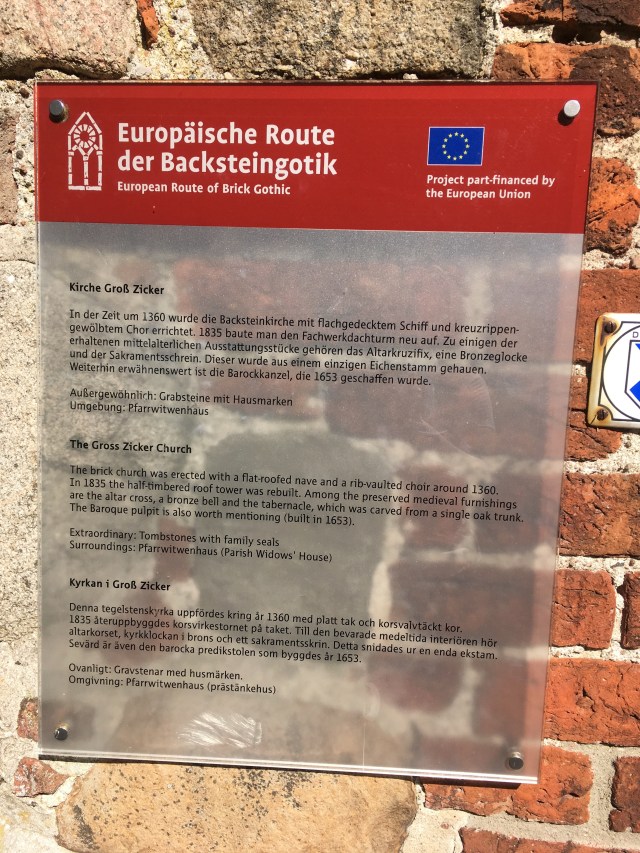 Europäische Route
der Backsteingotik
European Route of Brick Gothic
Project part-financed by
the European Union
Kirche Groß Zicker
In der Zeit um 1360 wurde die Backsteinkirche mit flachgedecktem Schiff und kreuzrippen-
gewölbtem Chor errichtet. 1835 baute man den Fachwerkdachturm neu auf. Zu einigen der
erhaltenen mittelalterlichen Ausstattungsstücke gehören das Altarkruzifix, eine Bronzeglocke
und der Sakramentsschrein. Dieser wurde aus einem einzigen Eichenstamm gehauen.
Weiterhin erwähnenswert ist die Barockkanzel, die 1653 geschaffen wurde.
Außergewöhnlich: Grabsteine mit Hausmarken
Umgebung: Pfarrwitwenhaus
The Gross Zicker Church
The brick church was erected with a flat-roofed nave and a rib-vaulted choir around 1360.
In 1835 the half-timbered roof tower was rebuilt. Among the preserved medieval furnishings
are the altar cross, a bronze bell and the tabernacle, which was carved from a single oak trunk.
The Baroque pulpit is also worth mentioning (built in 1653).
Extraordinary: Tombstones with family seals
Surroundings: Pfarrwitwenhaus (Parish Widows' House)
Kyrkan i Groß Zicker
Denna tegelstenskyrka uppfördes kring år 1360 med platt tak och korsvalvtäckt kor.
1835 återuppbyggdes korsvirkestornet på taket. Till den bevarade medeltida interiören hör
altarkorset, kyrkklockan i brons och ett sakramentsskrin. Detta snidades ur en enda ekstam.
Sevärd är även den barocka predikstolen som byggdes år 1653.
Ovanligt: Gravstenar med husmärken.
Omgivning: Pfarrwitwenhaus (prästänkehus)